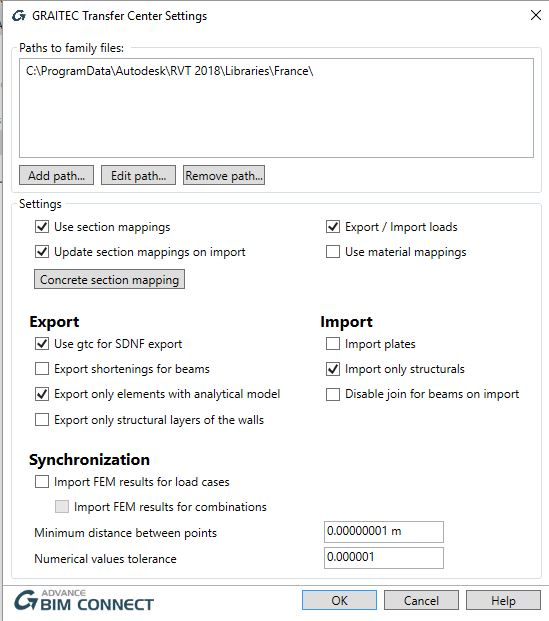 GRAITEC Transfer Center Settings
Paths to family files:
C:\ProgramData\Autodesk\RVT 2018\Libraries\France\
Add path... Edit path... Remove path...
Settings
Use section mappings Export / Import loads
Update section mappings on import Use material mappings
Concrete section mapping
Export Import
Use gtc for SDNF export Import plates
Export shortenings for beams Import only structurals
Export only elements with analytical model Disable join for beams on import
Export only structural layers of the walls
Synchronization
Import FEM results for load cases
Import FEM results for combinations
Minimum distance between points 0.00000001 m
Numerical values tolerance 0.000001
ADVANCE
BIM CONNECT OK Cancel Help